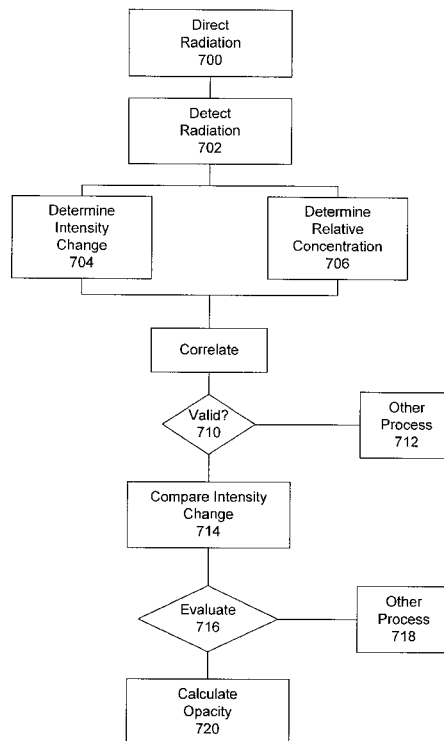 Direct
Radiation
700
Detect
Radiation
702
Determine
Intensity
Change
704
Determine
Relative
Concentration
706
Correlate
Valid?
710
Other
Process
712
Compare Intensity
Change
714
Evaluate
716
Other
Process
718
Calculate
Opacity
720